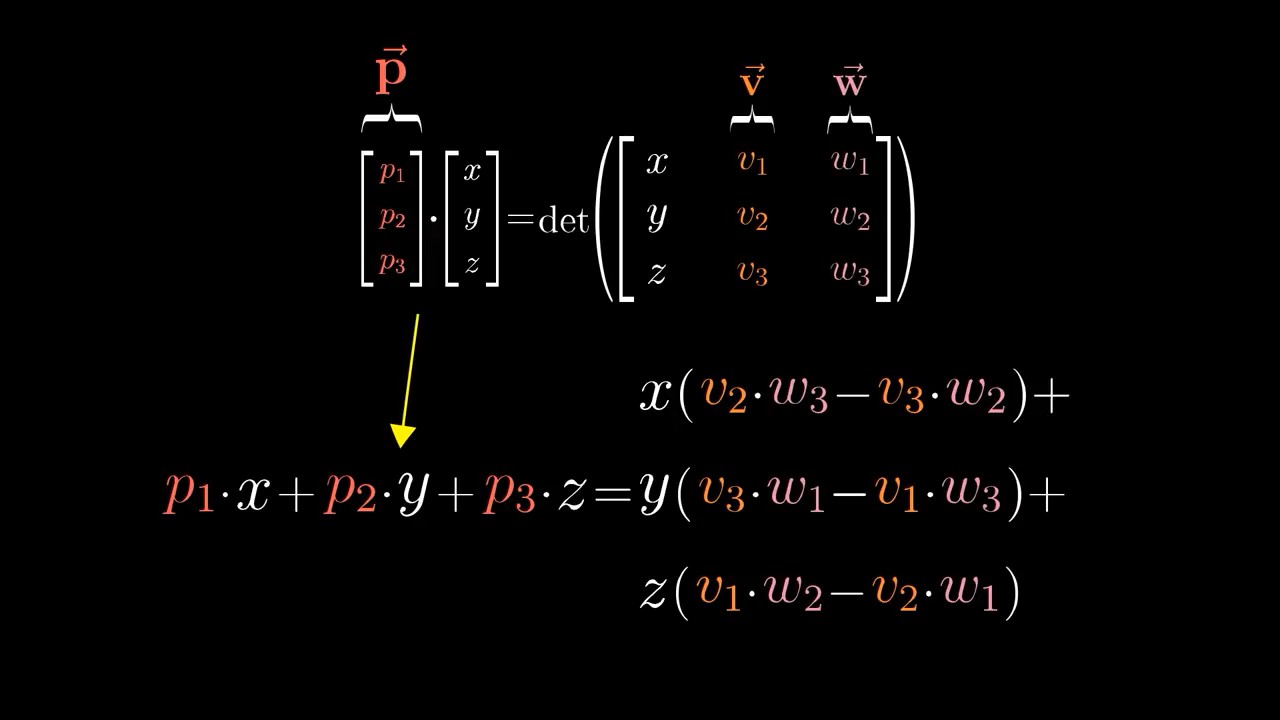 p⃗ v⃗ w⃗
[p₁ p₂ p₃] · [x y z] = det([x v₁ w₁
y v₂ w₂
z v₃ w₃])
x(v₂·w₃−v₃·w₂)+
p₁·x+p₂·y+p₃·z=y(v₃·w₁−v₁·w₃)+
z(v₁·w₂−v₂·w₁)